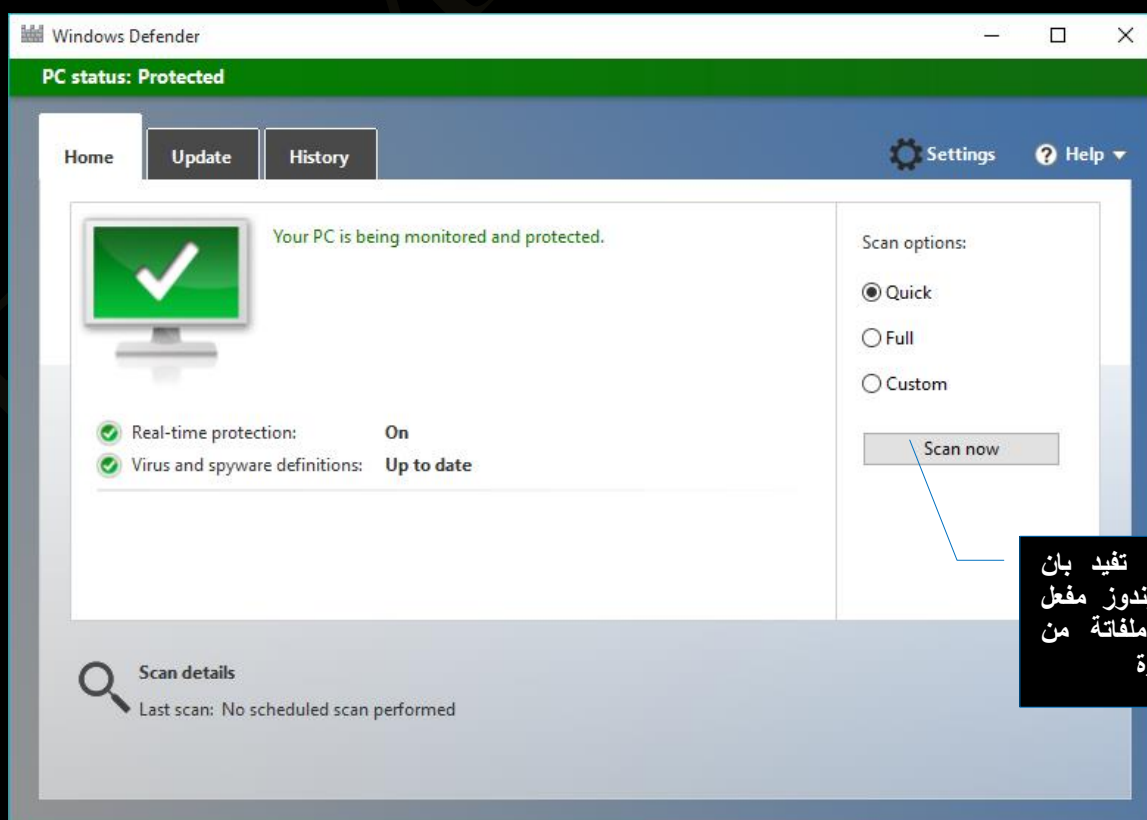 Windows Defender
PC status: Protected
Home Update History Settings Help
Your PC is being monitored and protected.
Scan options:
Quick
Full
Custom
Real-time protection: On
Virus and spyware definitions: Up to date
Scan now
تفيد بان
مفعل
ملفاتة من
Scan details
Last scan: No scheduled scan performed